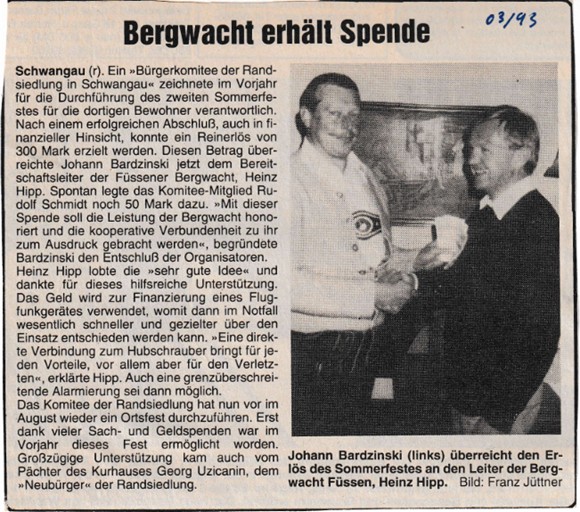 Bergwacht erhält Spende
03/93
Schwangau (r). Ein »Bürgerkomitee der Rand-
siedlung in Schwangau« zeichnete im Vorjahr
für die Durchführung des zweiten Sommerfe-
stes für die dortigen Bewohner verantwortlich.
Nach einem erfolgreichen Abschluß, auch in fi-
nanzieller Hinsicht, konnte ein Reinerlös von
300 Mark erzielt werden. Diesen Betrag über-
reichte Johann Bardzinski jetzt dem Bereit-
schaftsleiter der Füssener Bergwacht, Heinz
Hipp. Spontan legte das Komitee-Mitglied Ru-
dolf Schmidt noch 50 Mark dazu. »Mit dieser
Spende soll die Leistung der Bergwacht hono-
riert und die kooperative Verbundenheit zu ihr
zum Ausdruck gebracht werden«, begründete
Bardzinski den Entschluß der Organisatoren.
Heinz Hipp lobte die »sehr gute Idee« und
dankte für dieses hilfsreiche Unterstützung.
Das Geld wird zur Finanzierung eines Flug-
funkgerätes verwendet, womit dann im Notfall
wesentlich schneller und gezielter über den
Einsatz entschieden werden kann. »Eine direk-
te Verbindung zum Hubschrauber bringt für je-
den Vorteile, vor allem aber für den Verletz-
ten«, erklärte Hipp. Auch eine grenzüberschrei-
tende Alarmierung sei dann möglich.
Das Komitee der Randsiedlung hat nun vor im
August wieder ein Ortsfest durchzuführen. Erst
dank vieler Sach- und Geldspenden war im
Vorjahr dieses Fest ermöglicht worden.
Großzügige Unterstützung kam auch vom
Pächter des Kurhauses Georg Uzicanin, dem
»Neubürger« der Randsiedlung.
Johann Bardzinski (links) überreicht den Er-
lös des Sommerfestes an den Leiter der Berg-
wacht Füssen, Heinz Hipp. Bild: Franz Jüttner